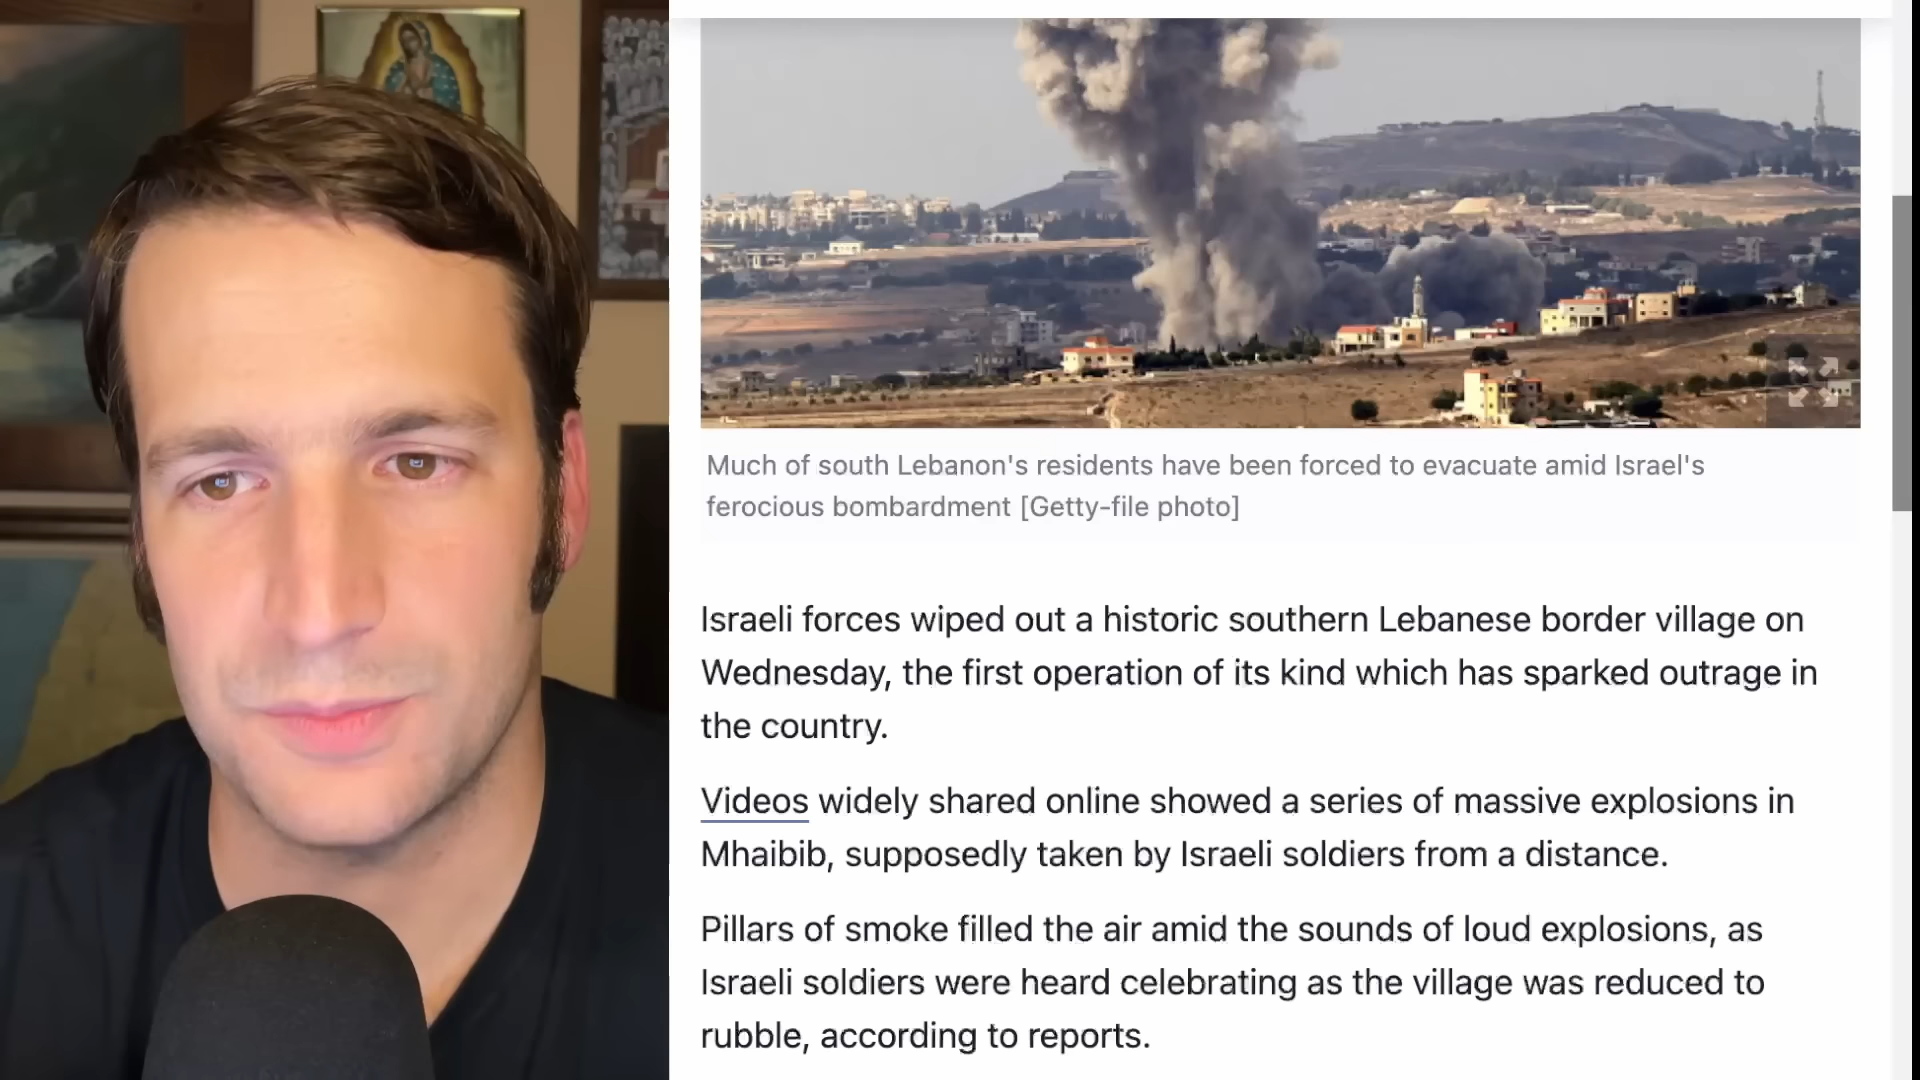 Much of south Lebanon's residents have been forced to evacuate amid Israel's
ferocious bombardment [Getty-file photo]
Israeli forces wiped out a historic southern Lebanese border village on
Wednesday, the first operation of its kind which has sparked outrage in
the country.
Videos widely shared online showed a series of massive explosions in
Mhaibib, supposedly taken by Israeli soldiers from a distance.
Pillars of smoke filled the air amid the sounds of loud explosions, as
Israeli soldiers were heard celebrating as the village was reduced to
rubble, according to reports.